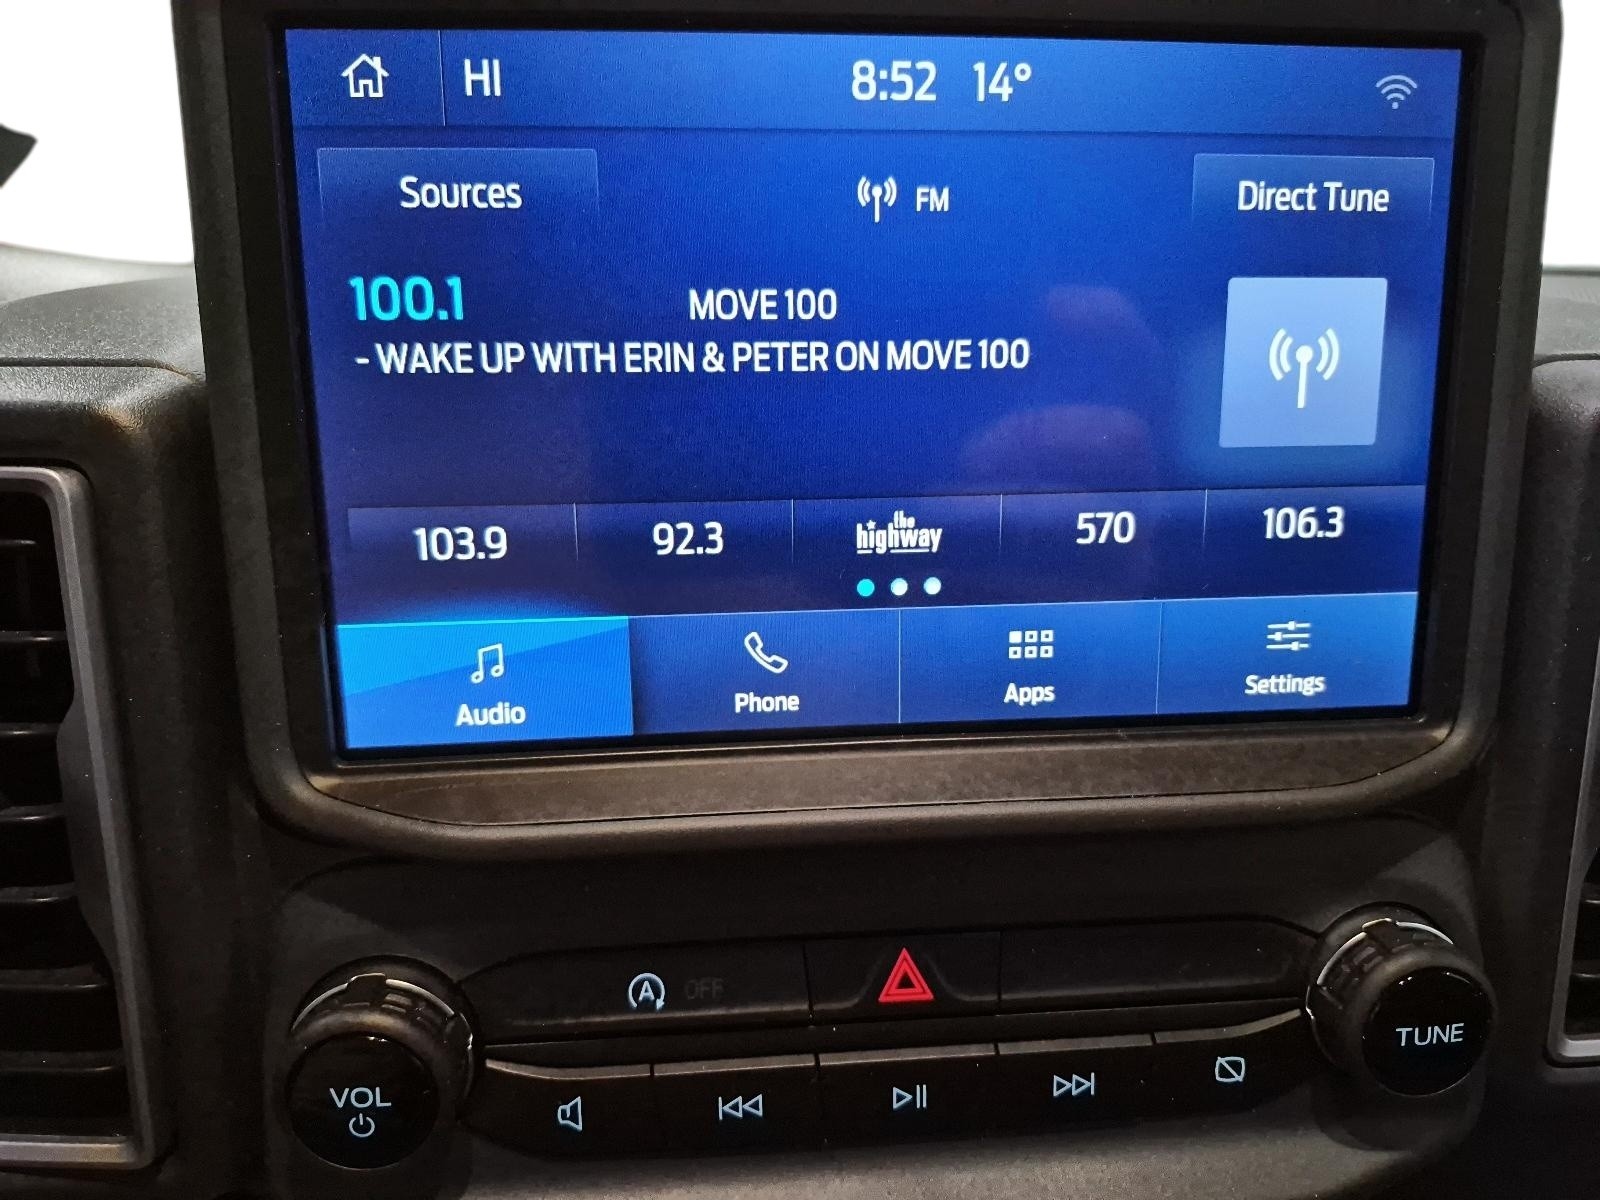 HI 8:52 14°
Sources FM Direct Tune
100.1 MOVE 100
- WAKE UP WITH ERIN & PETER ON MOVE 100
103.9 92.3 the highway 570 106.3
Audio Phone Apps Settings
A OFF
VOL TUNE